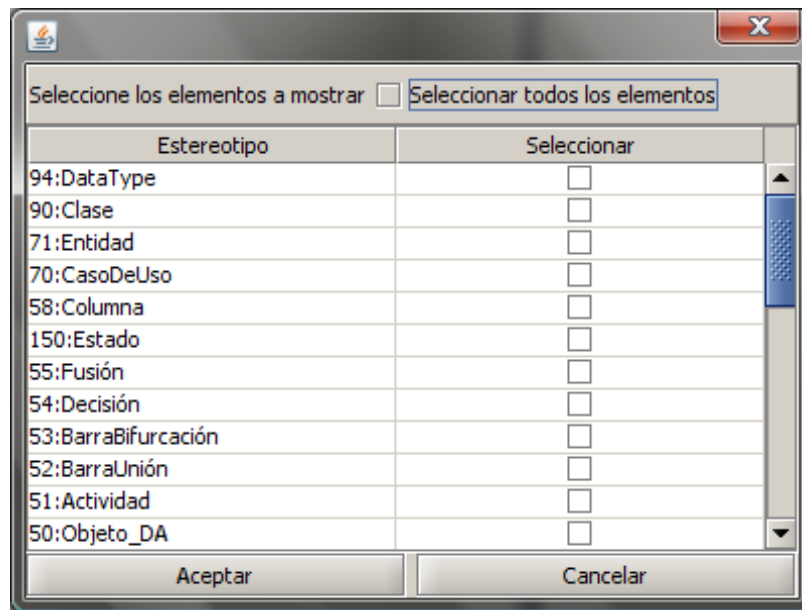 Seleccione los elementos a mostrar Seleccionar todos los elementos
Estereotipo Seleccionar
94:DataType
90:Clase
71:Entidad
70:CasoDeUso
58:Columna
150:Estado
55:Fusión
54:Decisión
53:BarraBifurcación
52:BarraUnión
51:Actividad
50:Objeto_DA
Aceptar Cancelar